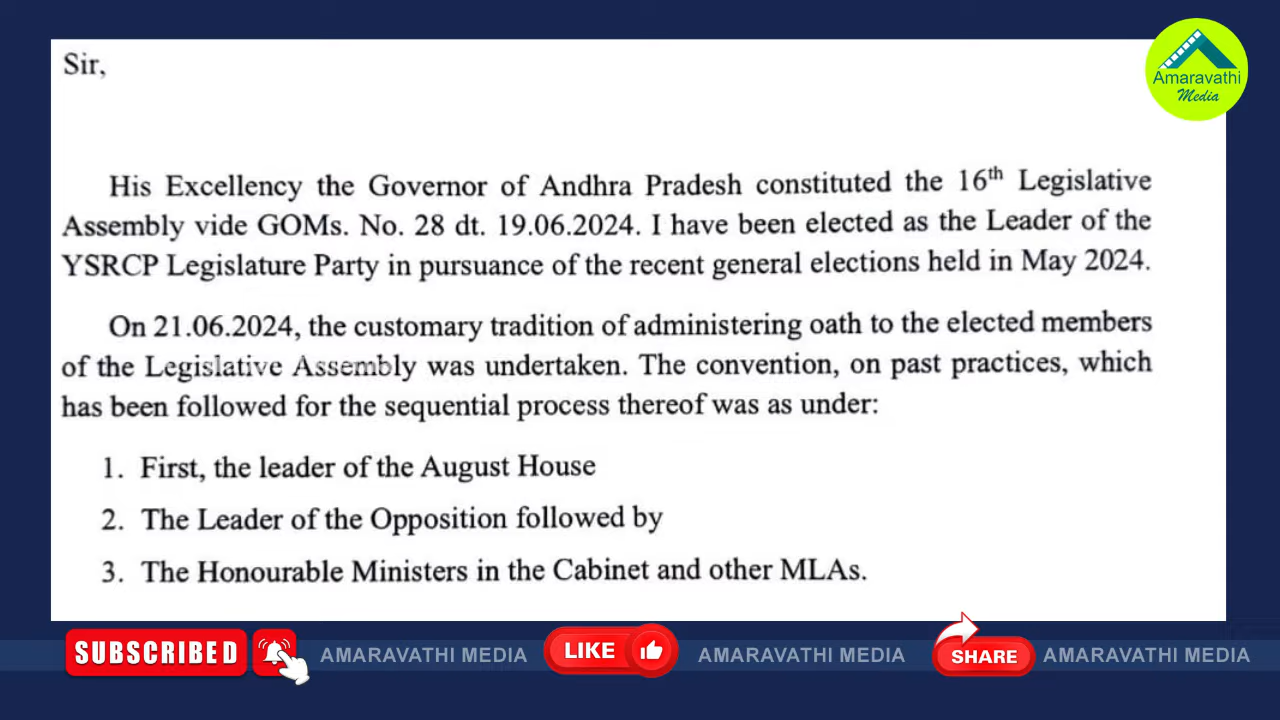 Amaravathi
Media
Sir,
His Excellency the Governor of Andhra Pradesh constituted the 16th Legislative
Assembly vide GOMs. No. 28 dt. 19.06.2024. I have been elected as the Leader of the
YSRCP Legislature Party in pursuance of the recent general elections held in May 2024.
On 21.06.2024, the customary tradition of administering oath to the elected members
of the Legislative Assembly was undertaken. The convention, on past practices, which
has been followed for the sequential process thereof was as under:
1. First, the leader of the August House
2. The Leader of the Opposition followed by
3. The Honourable Ministers in the Cabinet and other MLAs.
SUBSCRIBED AMARAVATHI MEDIA LIKE AMARAVATHI MEDIA SHARE AMARAVATHI MEDIA